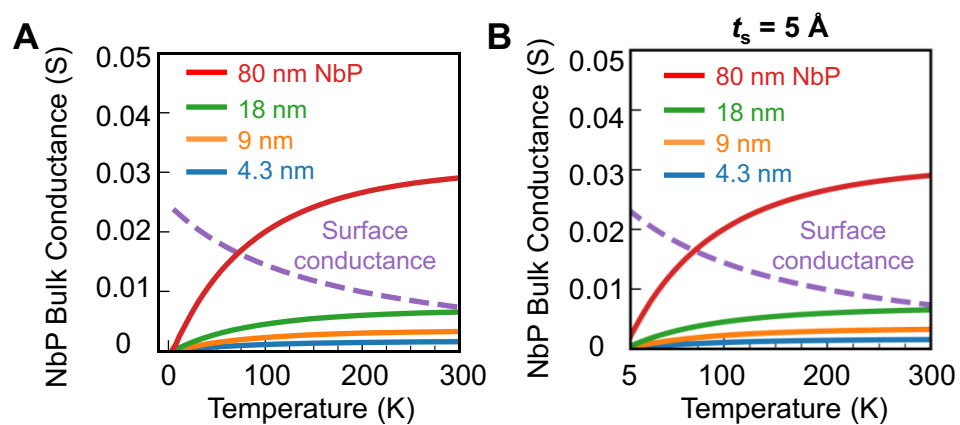 A
NbP Bulk Conductance (S)
0.05
0.04
0.03
0.02
0.01
0
80 nm NbP
18 nm
9 nm
4.3 nm
Surface
conductance
0
100
200
300
Temperature (K)
B
tₛ = 5 Å
NbP Bulk Conductance (S)
0.05
0.04
0.03
0.02
0.01
0
80 nm NbP
18 nm
9 nm
4.3 nm
Surface
conductance
5
100
200
300
Temperature (K)